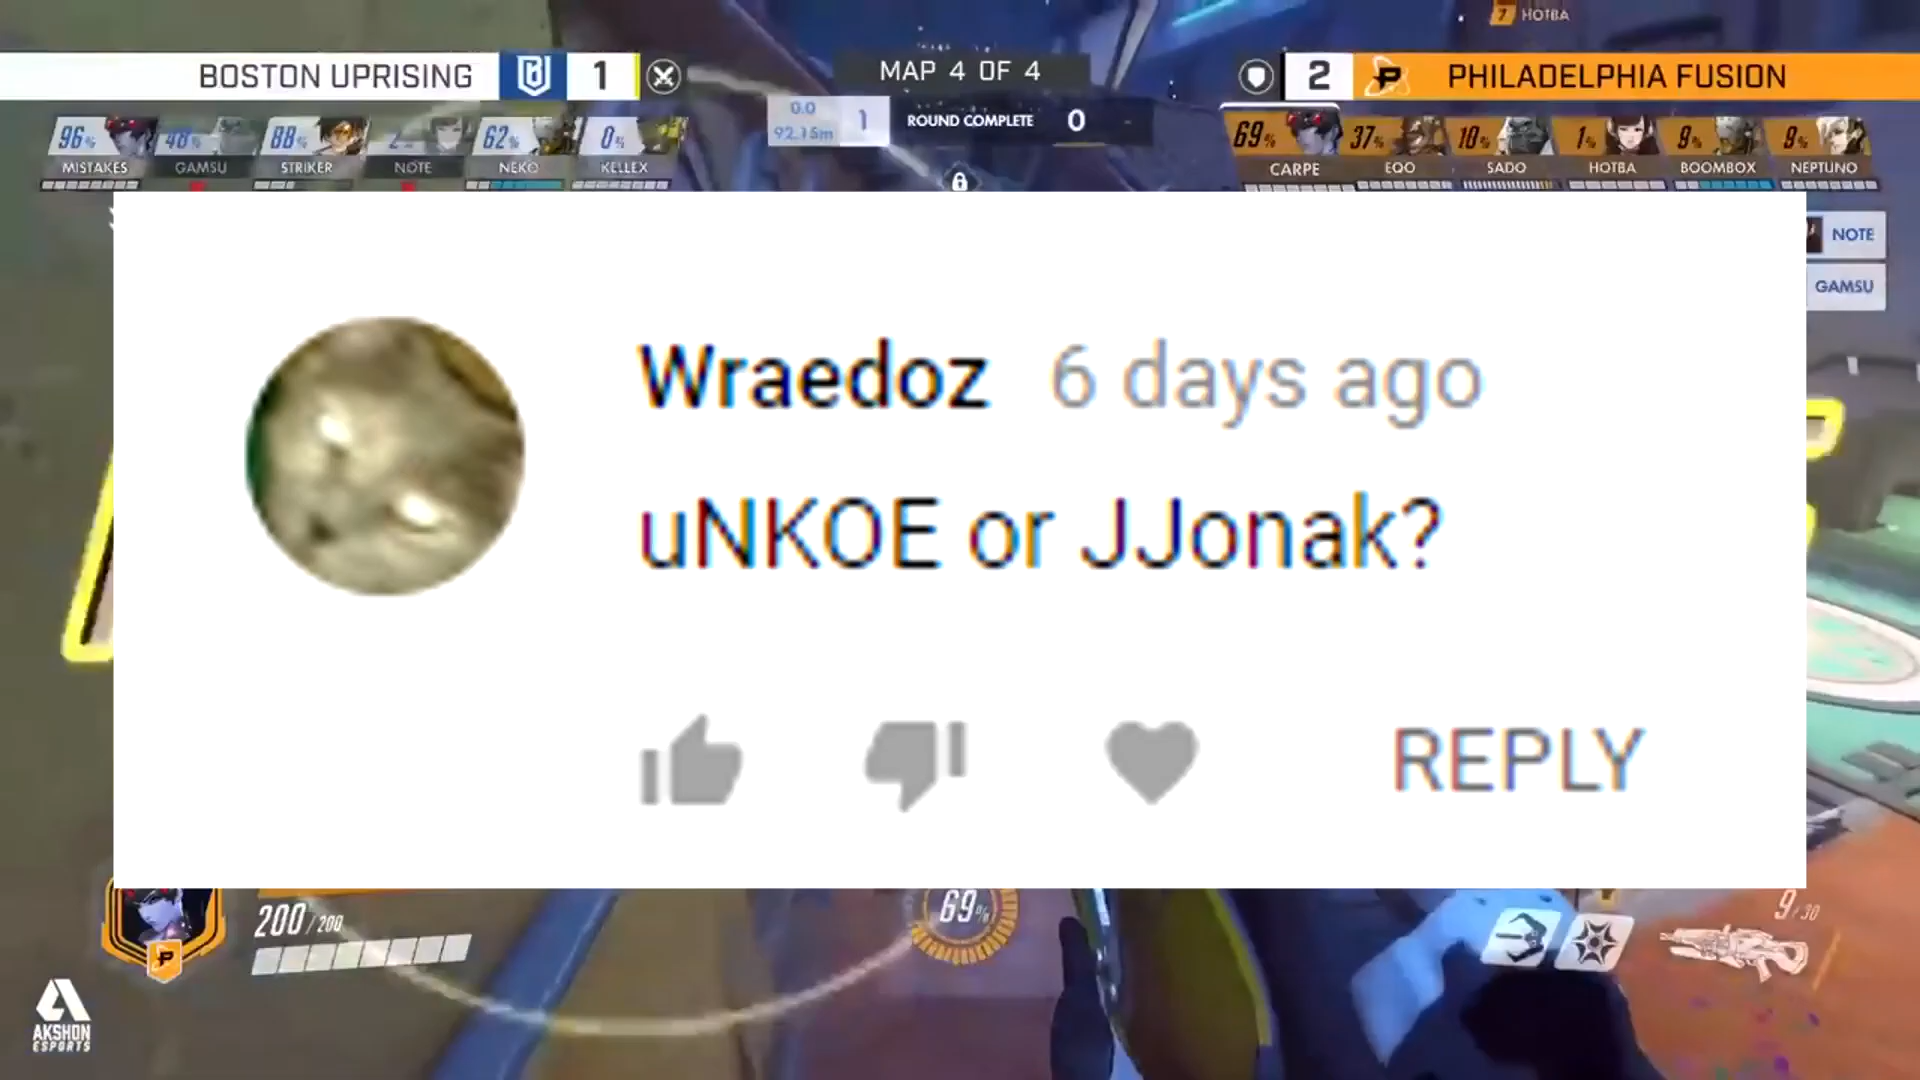 7 HOTBA
BOSTON UPRISING 1
MAP 4 OF 4
2 PHILADELPHIA FUSION
0.0
92.15m
1
ROUND COMPLETE 0
96% 48% 88% 62% 0%
MISTAKES GAMSU STRIKER NOTE NEKO KELLEX
69% 37% 10% 1% 9% 9%
CARPE EQO SADO HOTBA BOOMBOX NEPTUNO
NOTE
GAMSU
Wraedoz 6 days ago
uNKOE or JJonak?
REPLY
200/200
69%
9/30
AKSHON
ESPORTS